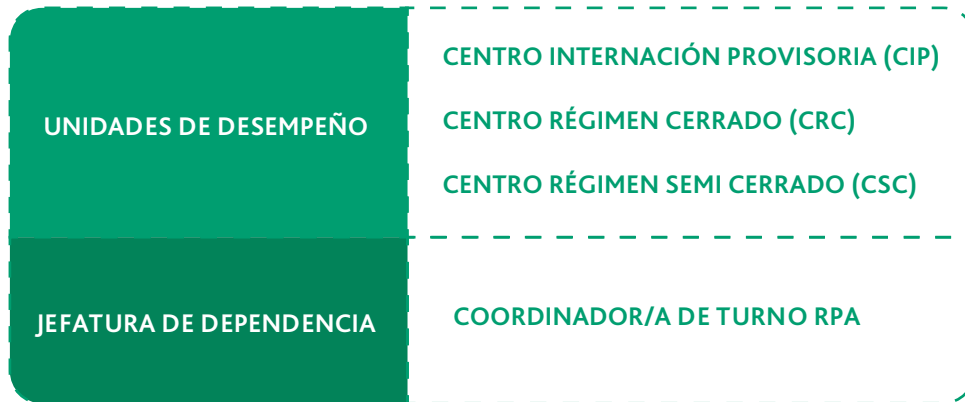 UNIDADES DE DESEMPEÑO
CENTRO INTERNACIÓN PROVISORIA (CIP)
CENTRO RÉGIMEN CERRADO (CRC)
CENTRO RÉGIMEN SEMI CERRADO (CSC)
JEFATURA DE DEPENDENCIA
COORDINADOR/A DE TURNO RPA